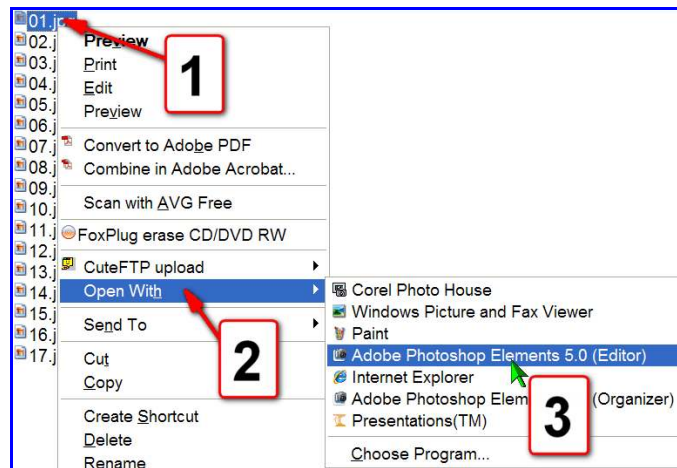 01.jpg
02.j
03.j
04.j
05.j
06.j
07.j
08.j
09.j
10.j
11.j
12.j
13.j
14.j
15.j
16.j
17.j
Preview
Print
Edit
Preview
Convert to Adobe PDF
Combine in Adobe Acrobat...
Scan with AVG Free
FoxPlug erase CD/DVD RW
CuteFTP upload
Open With
Send To
Cut
Copy
Create Shortcut
Delete
Rename
Corel Photo House
Windows Picture and Fax Viewer
Paint
Adobe Photoshop Elements 5.0 (Editor)
Internet Explorer
Adobe Photoshop Elem (Organizer)
Presentations(TM)
Choose Program...
1
2
3